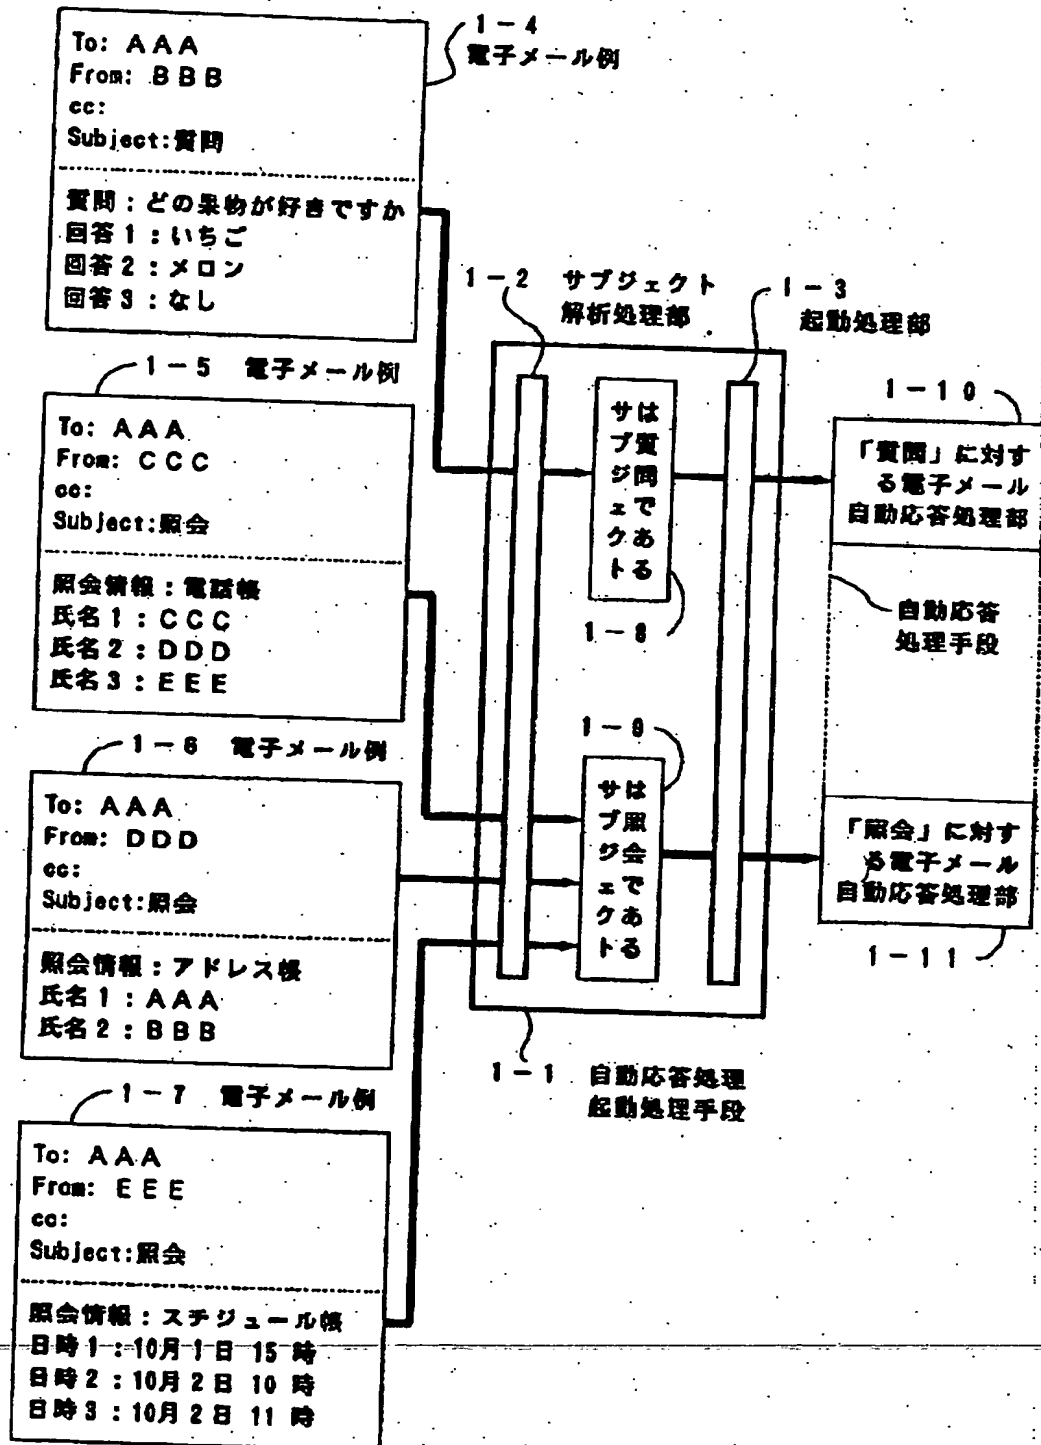 To: AAA
From: BBB
cc:
Subject:質問
質問：どの果物が好きですか
回答1：いちご
回答2：メロン
回答3：なし
1－4
電子メール例
1－5 電子メール例
To: AAA
From: CCC
cc:
Subject:照会
照会情報：電話帳
氏名1：CCC
氏名2：DDD
氏名3：EEE
1－6 電子メール例
To: AAA
From: DDD
cc:
Subject:照会
照会情報：アドレス帳
氏名1：AAA
氏名2：BBB
1－7 電子メール例
To: AAA
From: EEE
cc:
Subject:照会
照会情報：スケジュール帳
日時1：10月1日 15時
日時2：10月2日 10時
日時3：10月2日 11時
1－2 サブジェクト
解析処理部
1－3
起動処理部
サブジェクト
は質問である
1－8
1－9
サブジェクト
は照会である
1－1 自動応答処理
起動処理手段
1－10
「質問」に対す
る電子メール
自動応答処理部
自動応答
処理手段
「照会」に対す
る電子メール
自動応答処理部
1－11